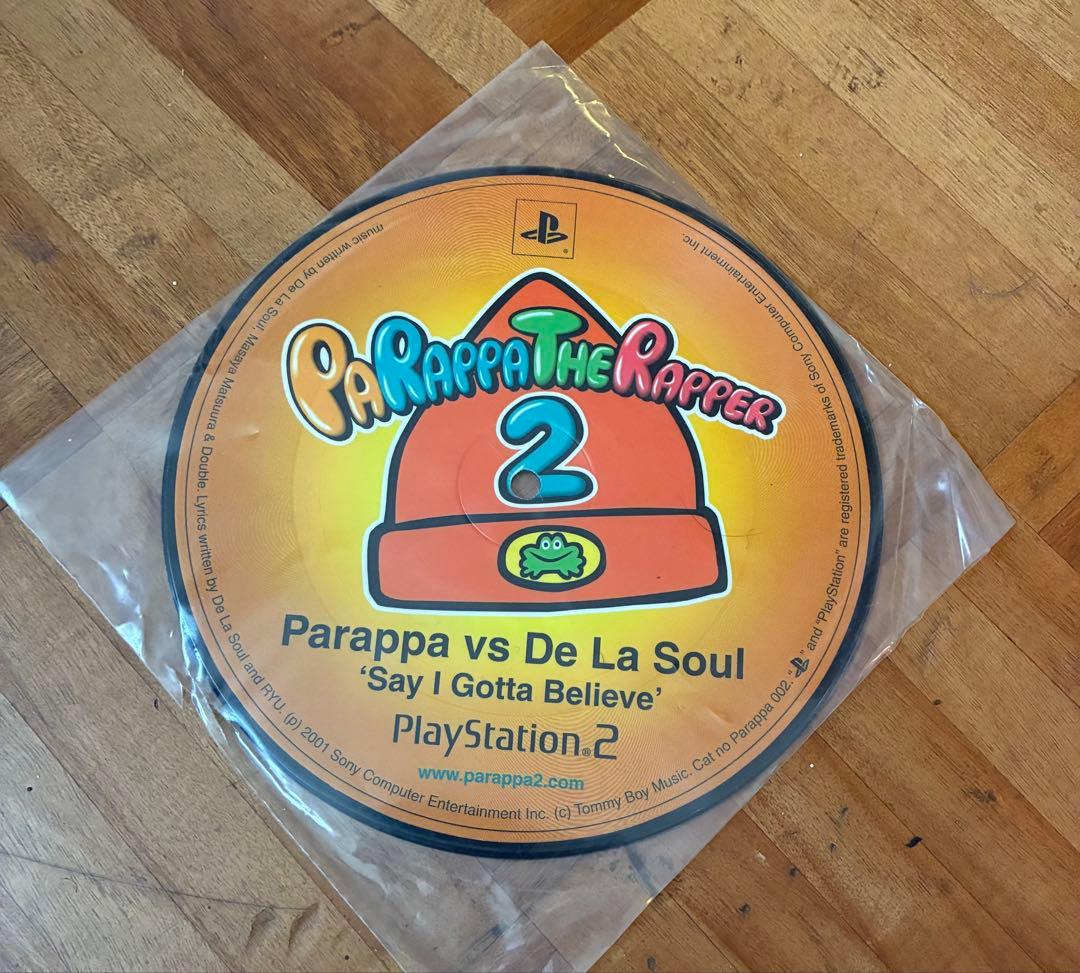 PaRappa The Rapper
2
Parappa vs De La Soul
‘Say I Gotta Believe’
PlayStation®2
www.parappa2.com
music written by De La Soul, Masaya Matsuura & Double. Lyrics written by De La Soul and RYU. (p) 2001 Sony Computer Entertainment Inc. (c) Tommy Boy Music. Cat no Parappa 002. “ ” and “PlayStation” are registered trademarks of Sony Computer Entertainment Inc.